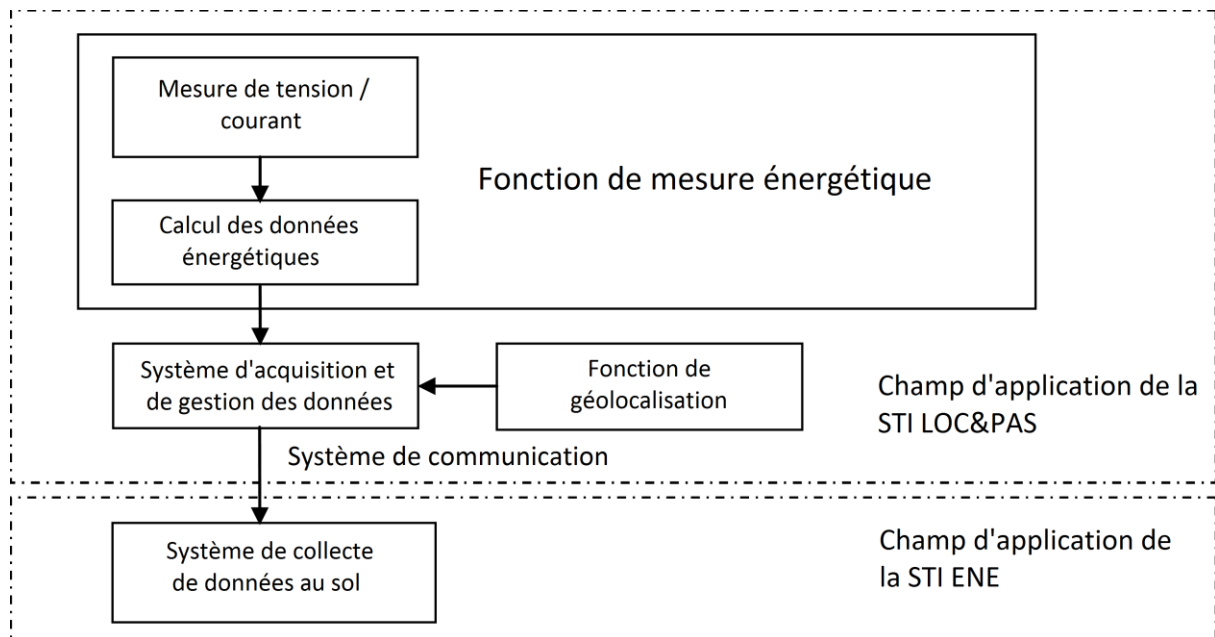 Mesure de tension /
courant
Fonction de mesure énergétique
Calcul des données
énergétiques
Système d'acquisition et
de gestion des données
Fonction de
géolocalisation
Champ d'application de la
STI LOC&PAS
Système de communication
Système de collecte
de données au sol
Champ d'application de
la STI ENE